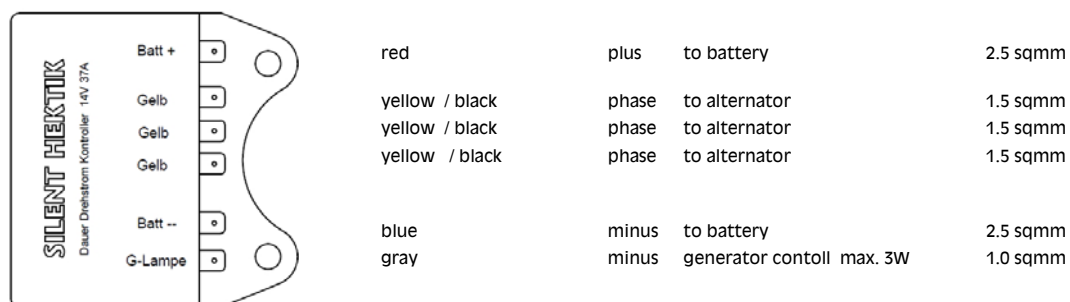 SILENT HEKTIK
Dauer Drehstrom Kontroller 14V 37A
Batt + red plus to battery 2.5 sqmm
Gelb yellow / black phase to alternator 1.5 sqmm
Gelb yellow / black phase to alternator 1.5 sqmm
Gelb yellow / black phase to alternator 1.5 sqmm
Batt -- blue minus to battery 2.5 sqmm
G-Lampe gray minus generator contoll max. 3W 1.0 sqmm